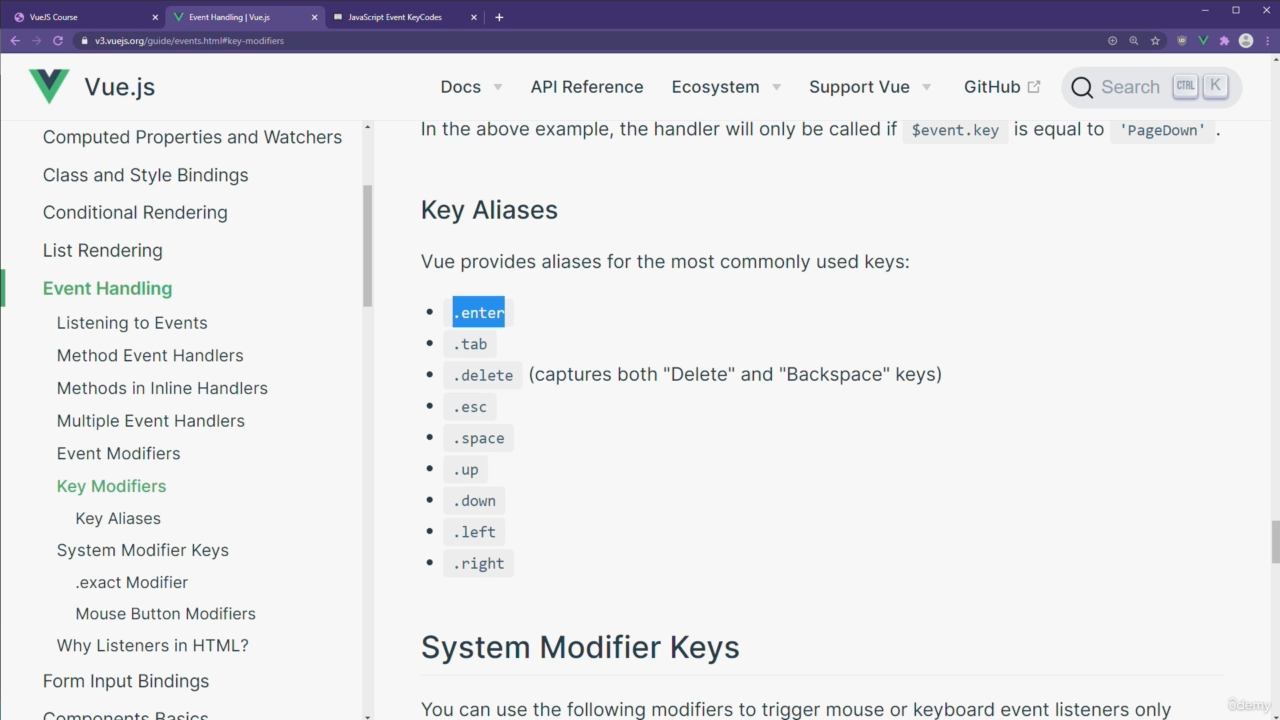 VueJS Course
Event Handling | Vue.js
JavaScript Event KeyCodes
v3.vuejs.org/guide/events.html#key-modifiers
Vue.js
Docs
API Reference
Ecosystem
Support Vue
GitHub
Search
CTRL
K
Computed Properties and Watchers
Class and Style Bindings
Conditional Rendering
List Rendering
Event Handling
Listening to Events
Method Event Handlers
Methods in Inline Handlers
Multiple Event Handlers
Event Modifiers
Key Modifiers
Key Aliases
System Modifier Keys
.exact Modifier
Mouse Button Modifiers
Why Listeners in HTML?
Form Input Bindings
Components Basics
In the above example, the handler will only be called if $event.key is equal to 'PageDown' .
Key Aliases
Vue provides aliases for the most commonly used keys:
• .enter
• .tab
• .delete (captures both "Delete" and "Backspace" keys)
• .esc
• .space
• .up
• .down
• .left
• .right
System Modifier Keys
You can use the following modifiers to trigger mouse or keyboard event listeners only
ûdemy